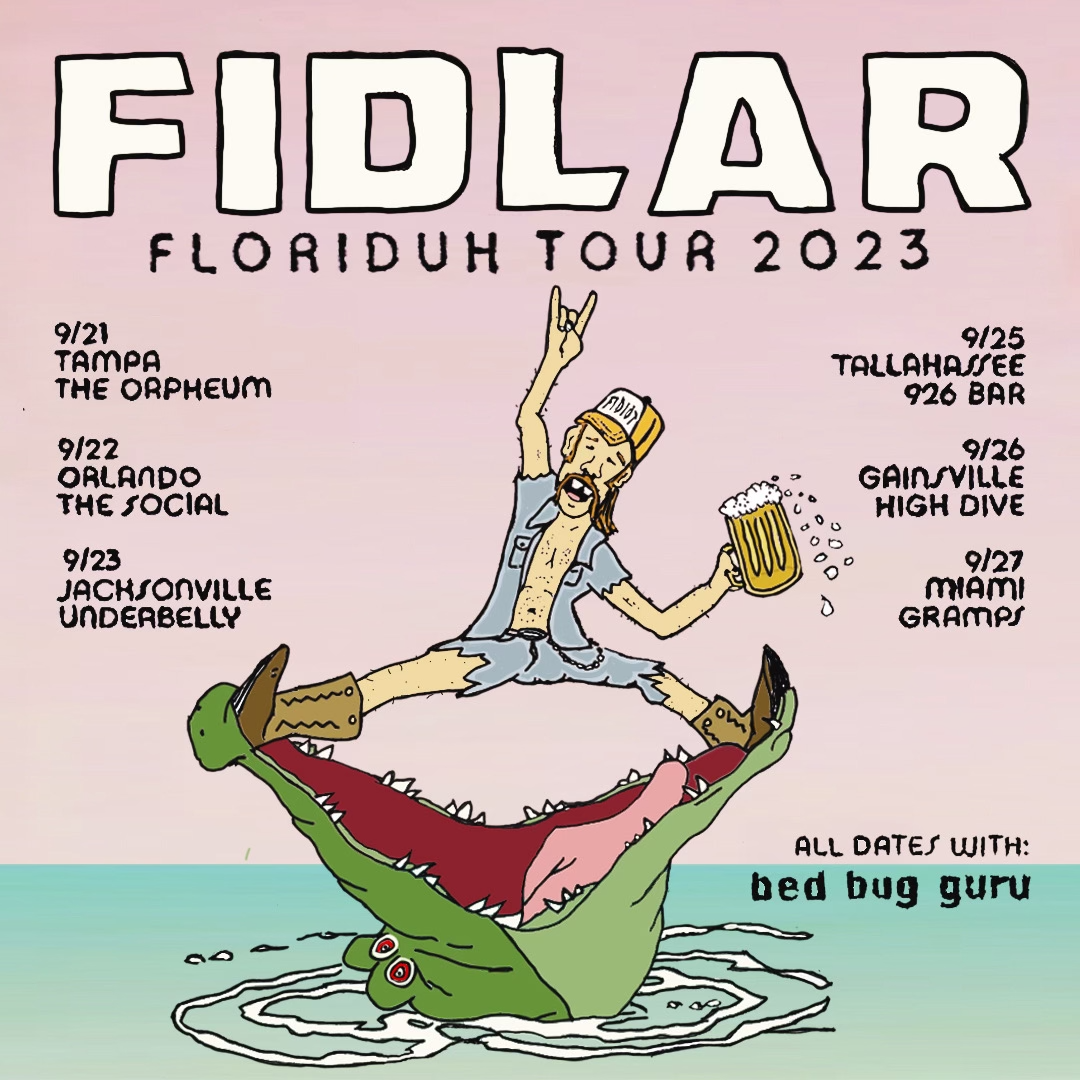 FIDLAR
FLORIDUH TOUR 2023
9/21
TAMPA
THE ORPHEUM
9/22
ORLANDO
THE SOCIAL
9/23
JACKSONVILLE
UNDERBELLY
9/25
TALLAHASSEE
926 BAR
9/26
GAINSVILLE
HIGH DIVE
9/27
MIAMI
GRAMPS
ALL DATES WITH:
bed bug guru